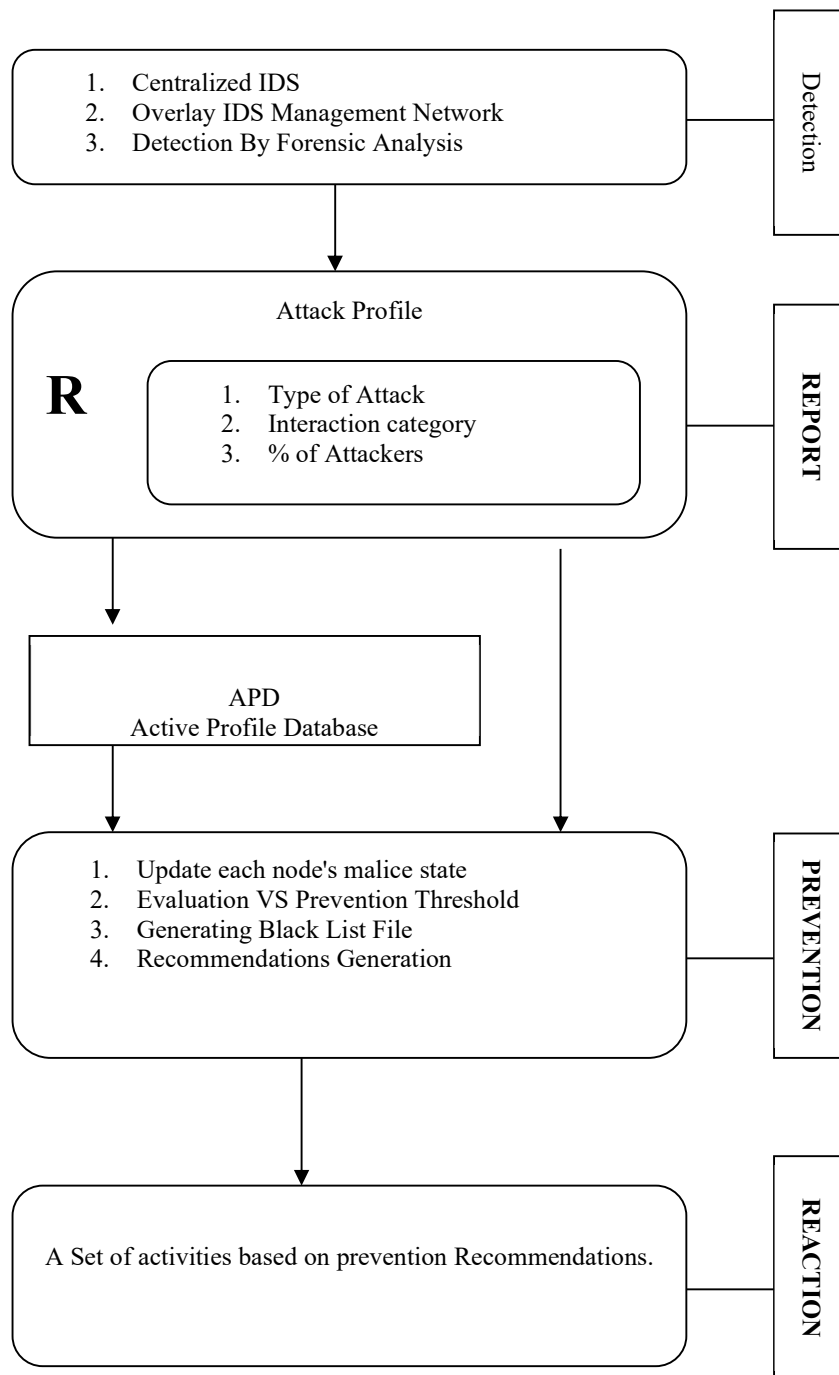 1. Centralized IDS
2. Overlay IDS Management Network
3. Detection By Forensic Analysis
Detection
Attack Profile
R
1. Type of Attack
2. Interaction category
3. % of Attackers
REPORT
APD
Active Profile Database
1. Update each node's malice state
2. Evaluation VS Prevention Threshold
3. Generating Black List File
4. Recommendations Generation
PREVENTION
A Set of activities based on prevention Recommendations.
REACTION